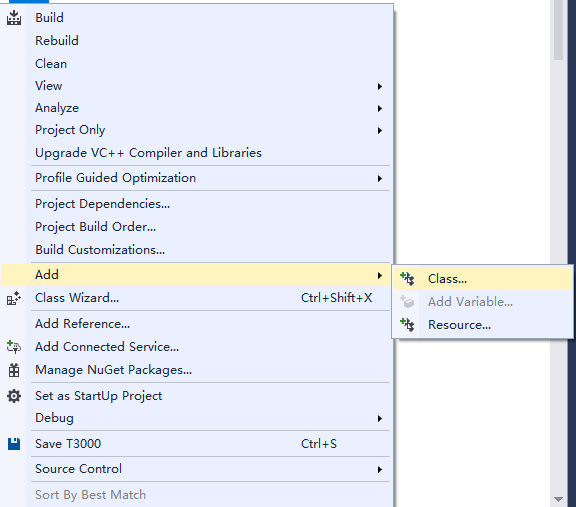 Build
Rebuild
Clean
View
Analyze
Project Only
Upgrade VC++ Compiler and Libraries
Profile Guided Optimization
Project Dependencies...
Project Build Order...
Build Customizations...
Add
Class...
Class Wizard... Ctrl+Shift+X
Add Variable...
Add Reference...
Resource...
Add Connected Service...
Manage NuGet Packages...
Set as StartUp Project
Debug
Save T3000 Ctrl+S
Source Control
Sort By Best Match